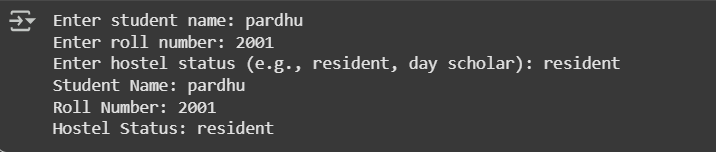 Enter student name: pardhu
Enter roll number: 2001
Enter hostel status (e.g., resident, day scholar): resident
Student Name: pardhu
Roll Number: 2001
Hostel Status: resident